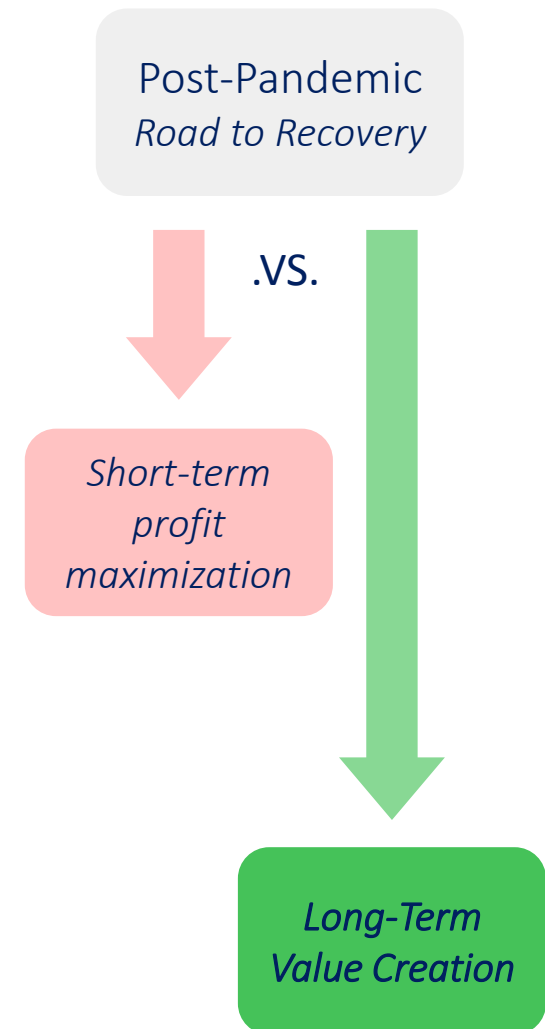 Post-Pandemic
Road to Recovery
.VS.
Short-term
profit
maximization
Long-Term
Value Creation